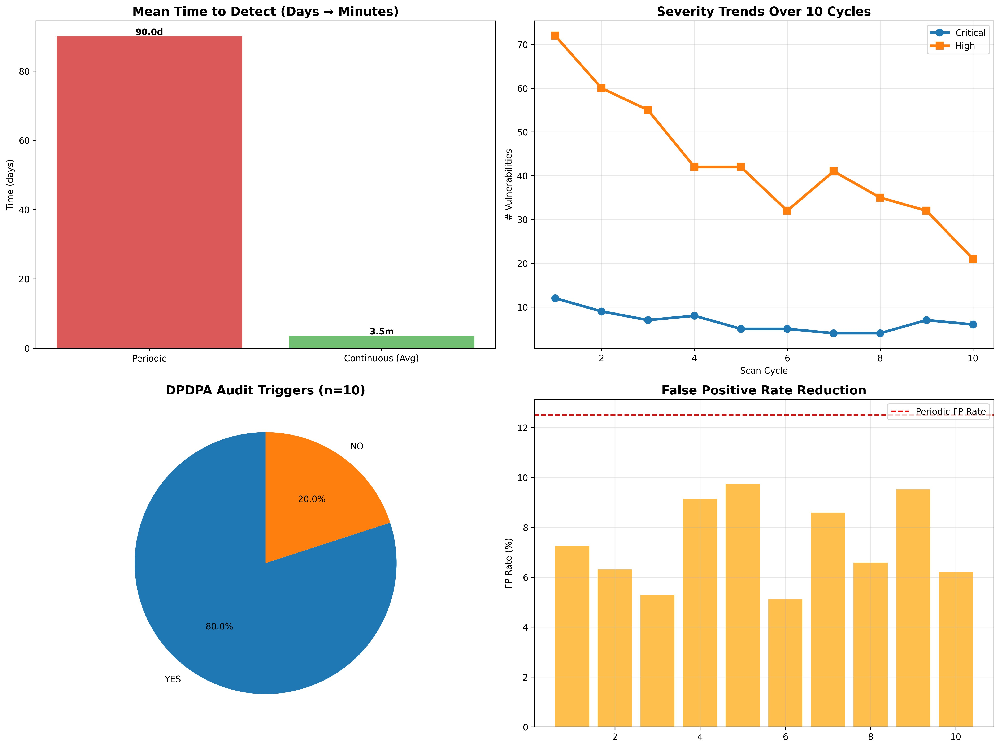 Mean Time to Detect (Days → Minutes)
90.0d
3.5m
80
60
40
20
0
Time (days)
Periodic
Continuous (Avg)
Severity Trends Over 10 Cycles
Critical
High
70
60
50
40
30
20
10
# Vulnerabilities
2
4
6
8
10
Scan Cycle
DPDPA Audit Triggers (n=10)
NO
20.0%
80.0%
YES
False Positive Rate Reduction
Periodic FP Rate
12
10
8
6
4
2
0
FP Rate (%)
2
4
6
8
10